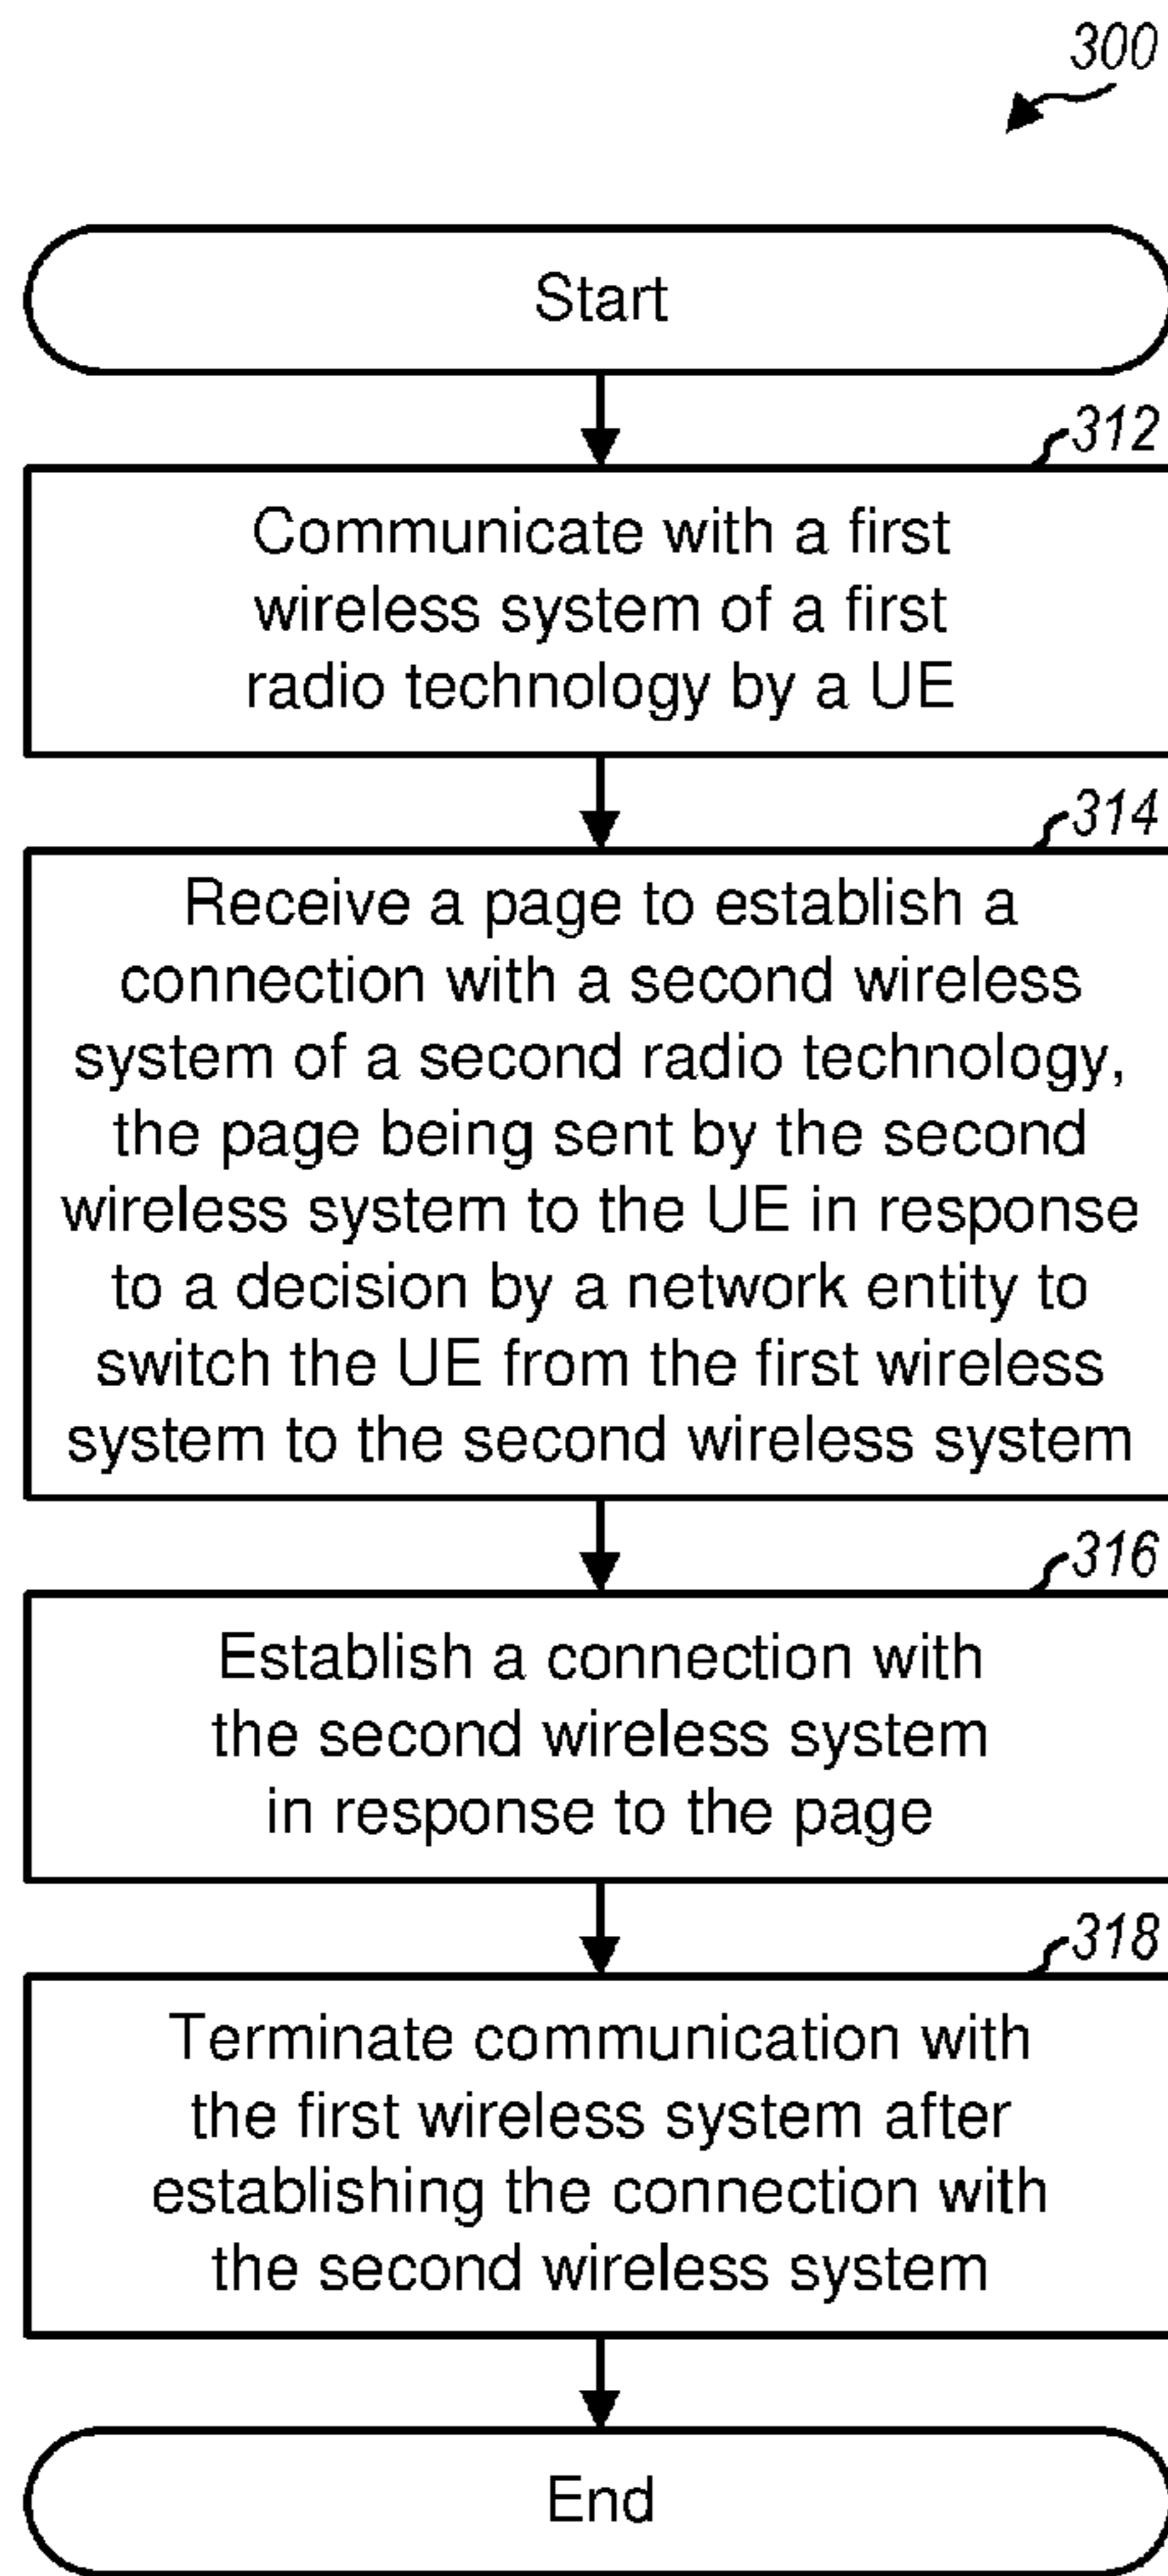 300
Start
312
Communicate with a first
wireless system of a first
radio technology by a UE
314
Receive a page to establish a
connection with a second wireless
system of a second radio technology,
the page being sent by the second
wireless system to the UE in response
to a decision by a network entity to
switch the UE from the first wireless
system to the second wireless system
316
Establish a connection with
the second wireless system
in response to the page
318
Terminate communication with
the first wireless system after
establishing the connection with
the second wireless system
End